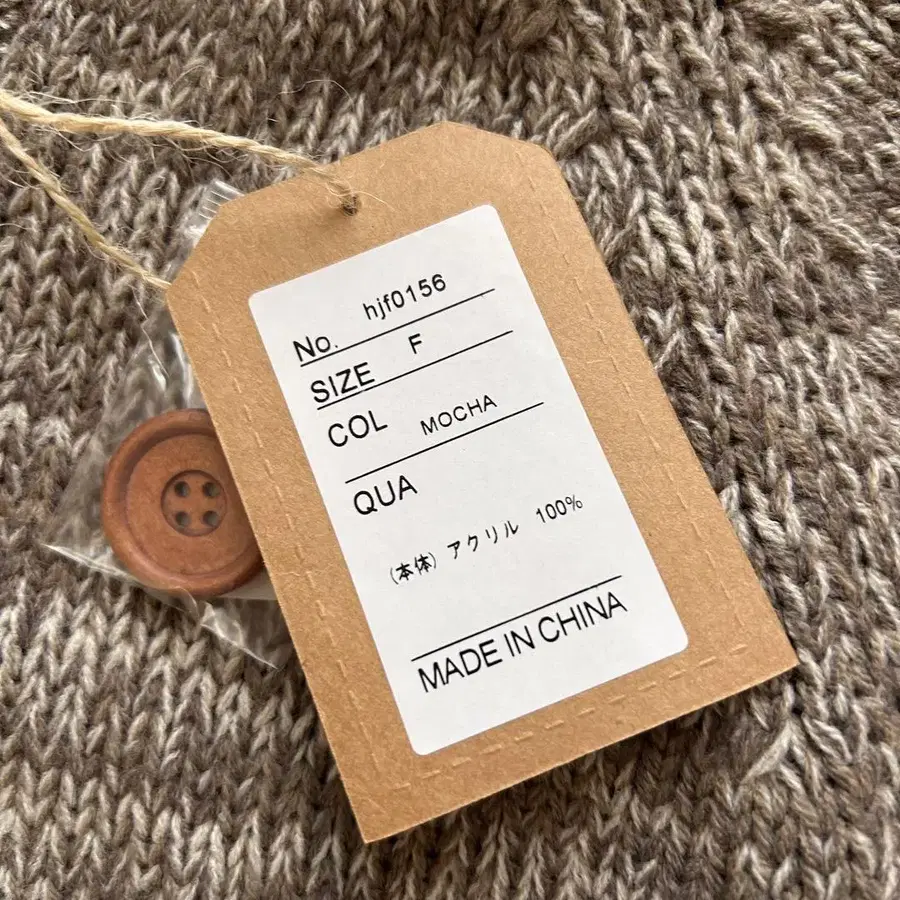 No. hjf0156
SIZE F
COL MOCHA
QUA
(本体) アクリル 100%
MADE IN CHINA